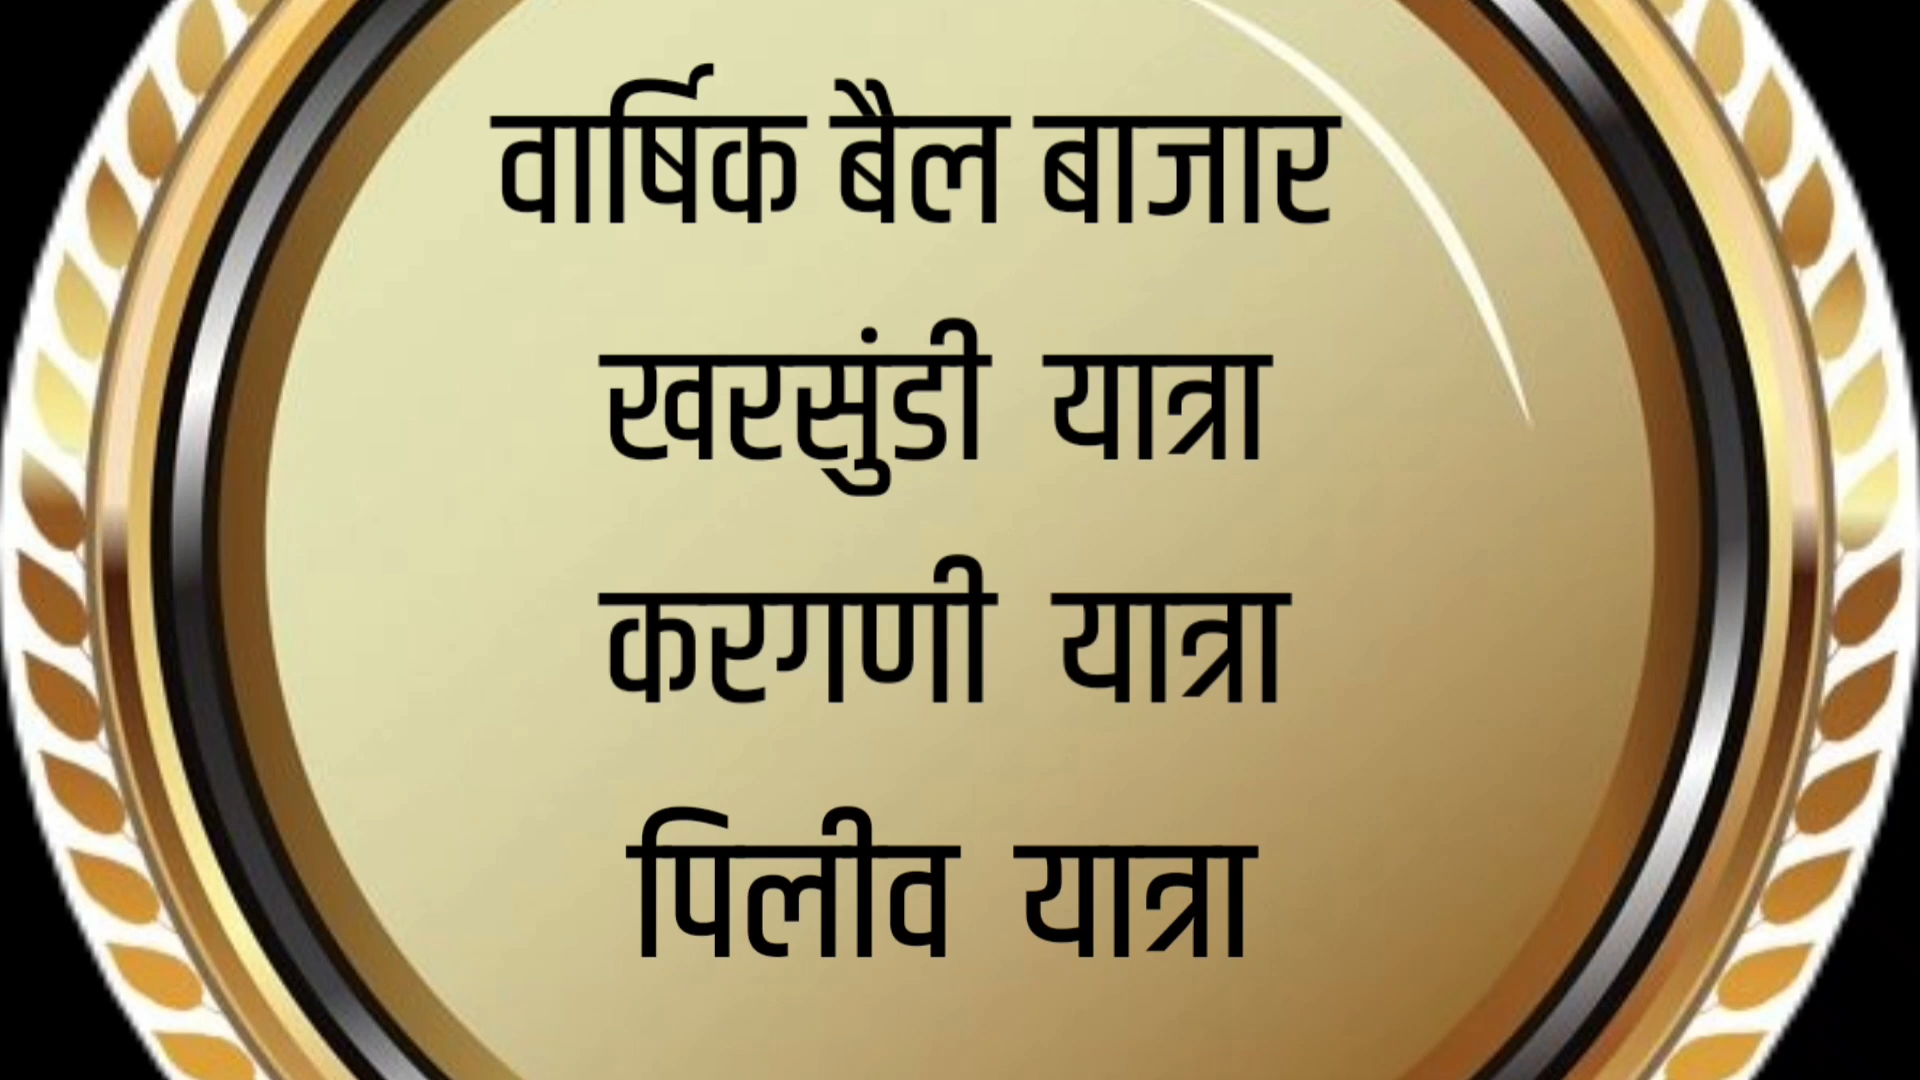 वार्षिक बैल बाजार
खरसुंडी यात्रा
करगणी यात्रा
पिलीव यात्रा